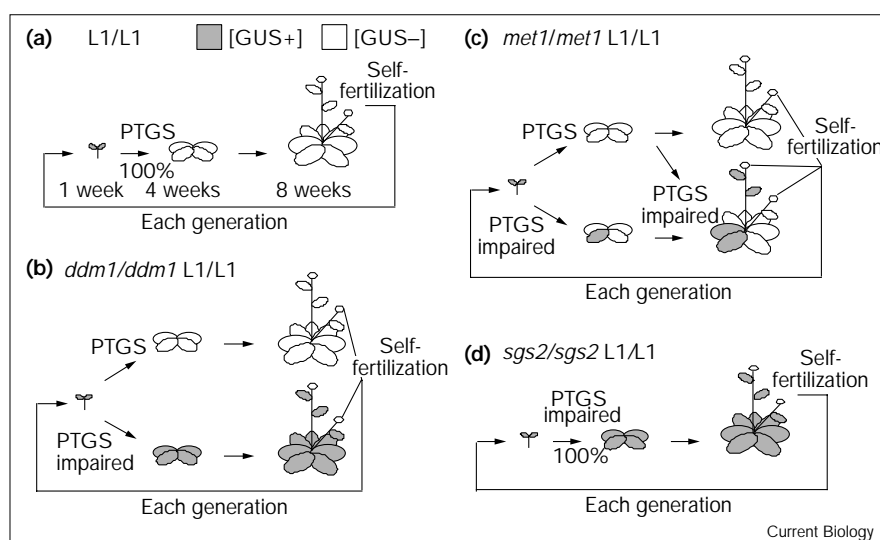 (a) L1/L1 [GUS+] [GUS–]
Self-
fertilization
PTGS
100%
1 week 4 weeks 8 weeks
Each generation
(b) ddm1/ddm1 L1/L1
PTGS
Self-
fertilization
PTGS
impaired
Each generation
(c) met1/met1 L1/L1
PTGS
Self-
fertilization
PTGS
impaired
PTGS
impaired
Each generation
(d) sgs2/sgs2 L1/L1
Self-
fertilization
PTGS
impaired
100%
Each generation
Current Biology